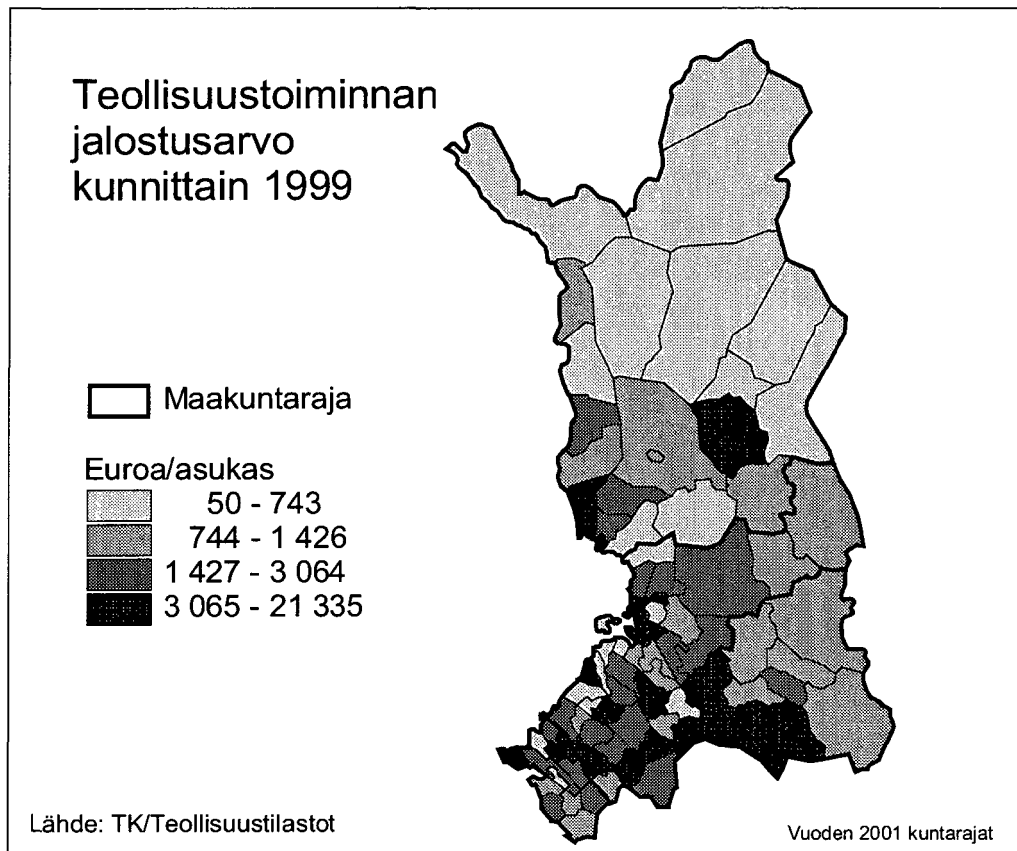 Teollisuustoiminnan
jalostusarvo
kunnittain 1999
Maakuntaraja
Euroa/asukas
50 - 743
744 - 1 426
1 427 - 3 064
3 065 - 21 335
Lähde: TK/Teollisuustilastot
Vuoden 2001 kuntarajat